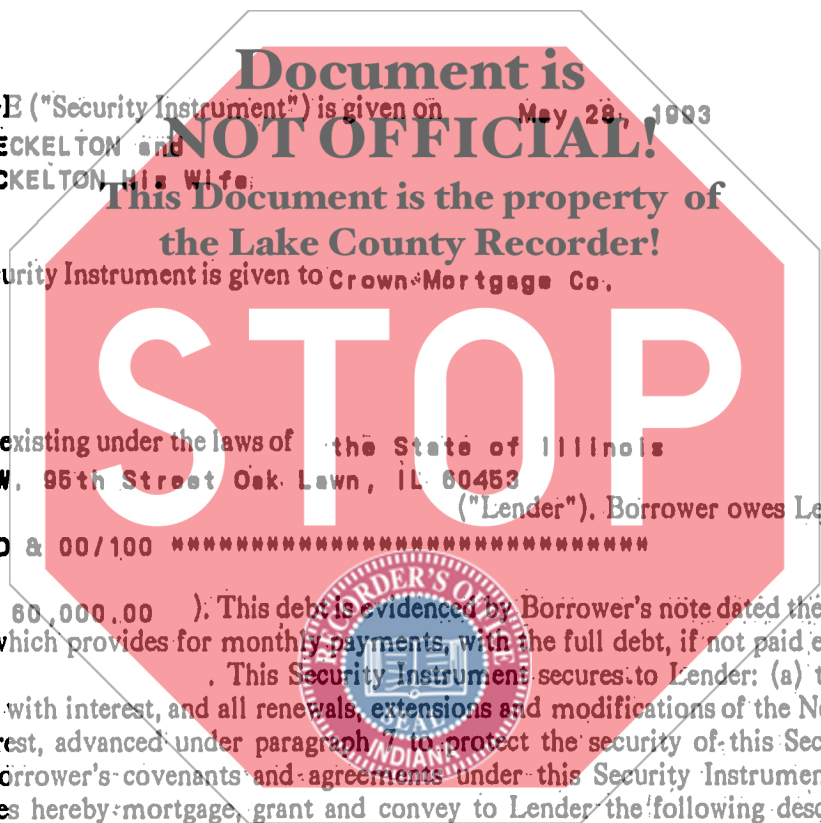 Document is
E ("Security Instrument") is given on May 28, 1993
ECKELTON and
NOT OFFICIAL!
CKELTON His Wife,
This Document is the property of
the Lake County Recorder!
urity Instrument is given to Crown Mortgage Co.
STOP
existing under the laws of the State of Illinois
W. 95th Street Oak Lawn, IL 60453
("Lender"). Borrower owes Le
D & 00/100 ******************************
60,000.00 ). This debt is evidenced by Borrower's note dated the
which provides for monthly payments, with the full debt, if not paid e
. This Security Instrument secures to Lender: (a) t
with interest, and all renewals, extensions and modifications of the No
rest, advanced under paragraph 7 to protect the security of this Sec
orrower's covenants and agreements under this Security Instrumen
es hereby mortgage, grant and convey to Lender the following desc
RECORDER'S OFFICE
SEAL
INDIANA